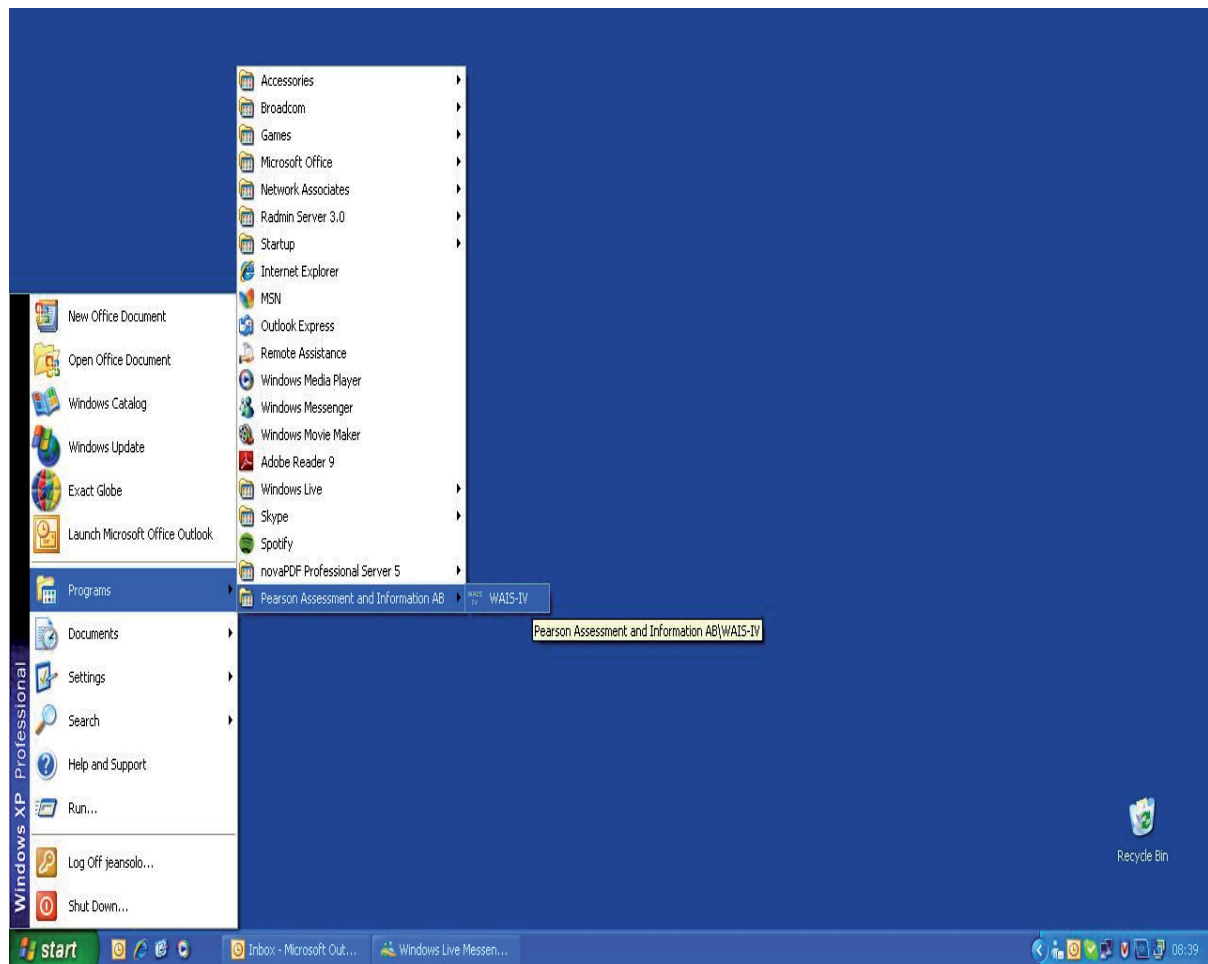 Accessories
Broadcom
Games
Microsoft Office
Network Associates
Radmin Server 3.0
Startup
Internet Explorer
MSN
Outlook Express
Remote Assistance
Windows Media Player
Windows Messenger
Windows Movie Maker
Adobe Reader 9
Windows Live
Skype
Spotify
novaPDF Professional Server 5
Pearson Assessment and Information AB
WAIS IV WAIS-IV
Pearson Assessment and Information AB\WAIS-IV
New Office Document
Open Office Document
Windows Catalog
Windows Update
Exact Globe
Launch Microsoft Office Outlook
Programs
Documents
Settings
Search
Help and Support
Run...
Log Off jeansolo...
Shut Down...
Windows XP Professional
Recycle Bin
start
Inbox - Microsoft Out...
Windows Live Messen...
08:39